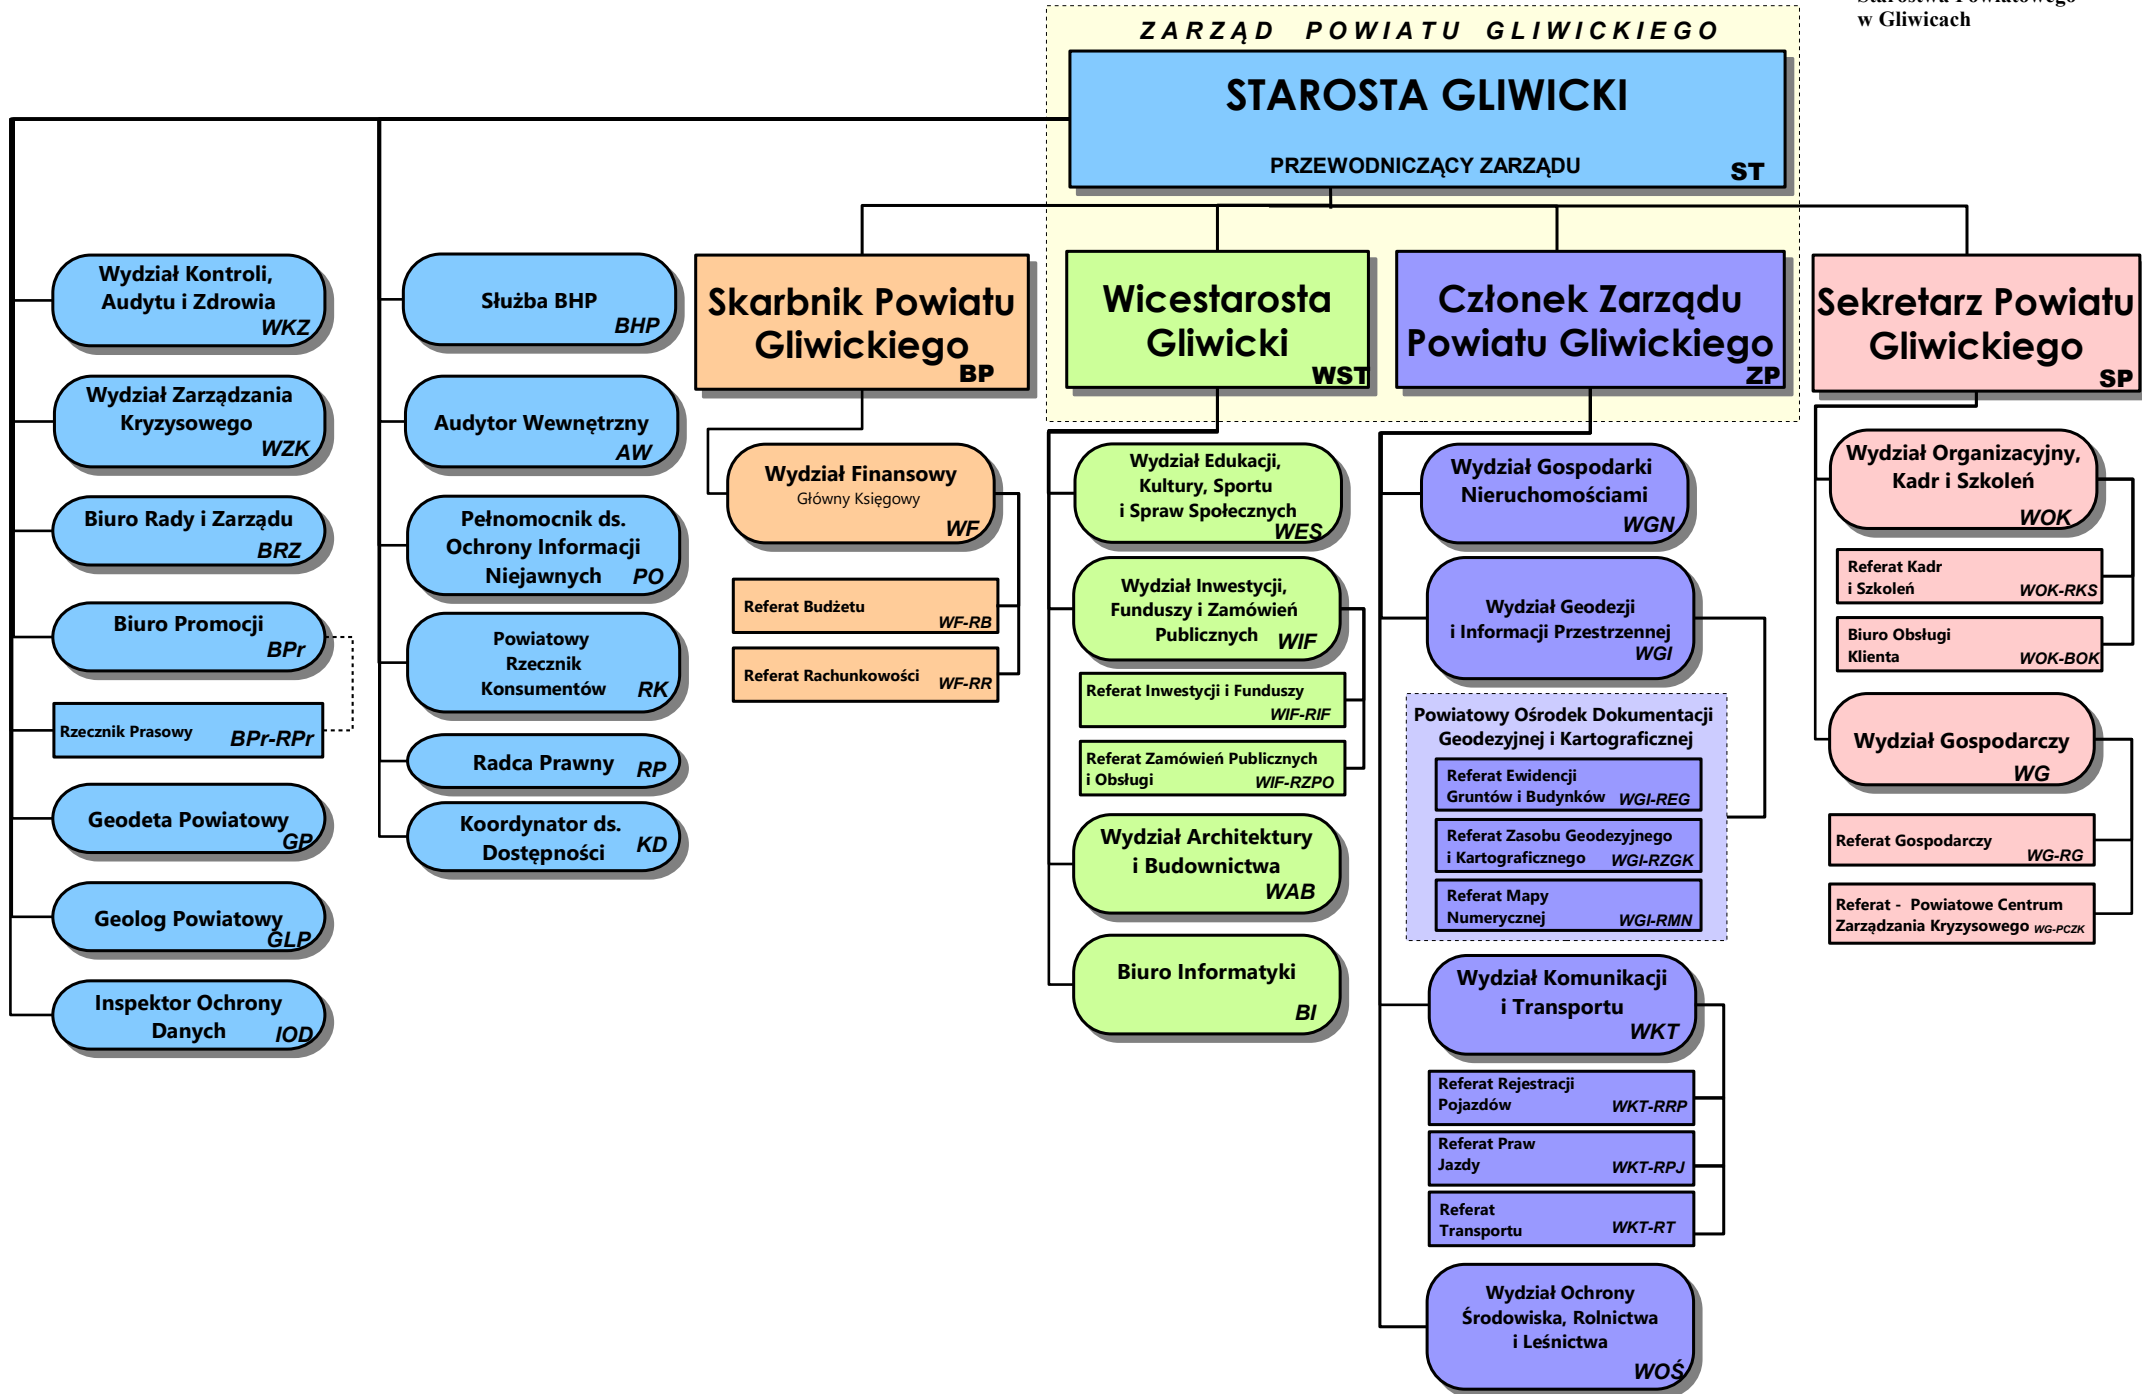 Starostwa Powiatowego
w Gliwicach
ZARZĄD POWIATU GLIWICKIEGO
STAROSTA GLIWICKI
PRZEWODNICZĄCY ZARZĄDU
ST
Wydział Kontroli,
Audytu i Zdrowia
WKZ
Wydział Zarządzania
Kryzysowego
WZK
Biuro Rady i Zarządu
BRZ
Biuro Promocji
BPr
Rzecznik Prasowy BPr-RPr
Geodeta Powiatowy
GP
Geolog Powiatowy
GLP
Inspektor Ochrony
Danych IOD
Służba BHP
BHP
Audytor Wewnętrzny
AW
Pełnomocnik ds.
Ochrony Informacji
Niejawnych PO
Powiatowy
Rzecznik
Konsumentów RK
Radca Prawny RP
Koordynator ds.
Dostępności KD
Skarbnik Powiatu
Gliwickiego
BP
Wydział Finansowy
Główny Księgowy
WF
Referat Budżetu
WF-RB
Referat Rachunkowości WF-RR
Wicestarosta
Gliwicki
WST
Wydział Edukacji,
Kultury, Sportu
i Spraw Społecznych
WES
Wydział Inwestycji,
Funduszy i Zamówień
Publicznych WIF
Referat Inwestycji i Funduszy
WIF-RIF
Referat Zamówień Publicznych
i Obsługi WIF-RZPO
Wydział Architektury
i Budownictwa
WAB
Biuro Informatyki
BI
Członek Zarządu
Powiatu Gliwickiego
ZP
Wydział Gospodarki
Nieruchomościami
WGN
Wydział Geodezji
i Informacji Przestrzennej
WGI
Powiatowy Ośrodek Dokumentacji
Geodezyjnej i Kartograficznej
Referat Ewidencji
Gruntów i Budynków WGI-REG
Referat Zasobu Geodezyjnego
i Kartograficznego WGI-RZGK
Referat Mapy
Numerycznej WGI-RMN
Wydział Komunikacji
i Transportu
WKT
Referat Rejestracji
Pojazdów WKT-RRP
Referat Praw
Jazdy WKT-RPJ
Referat
Transportu WKT-RT
Wydział Ochrony
Środowiska, Rolnictwa
i Leśnictwa
WOŚ
Sekretarz Powiatu
Gliwickiego
SP
Wydział Organizacyjny,
Kadr i Szkoleń
WOK
Referat Kadr
i Szkoleń WOK-RKS
Biuro Obsługi
Klienta WOK-BOK
Wydział Gospodarczy
WG
Referat Gospodarczy
WG-RG
Referat - Powiatowe Centrum
Zarządzania Kryzysowego WG-PCZK